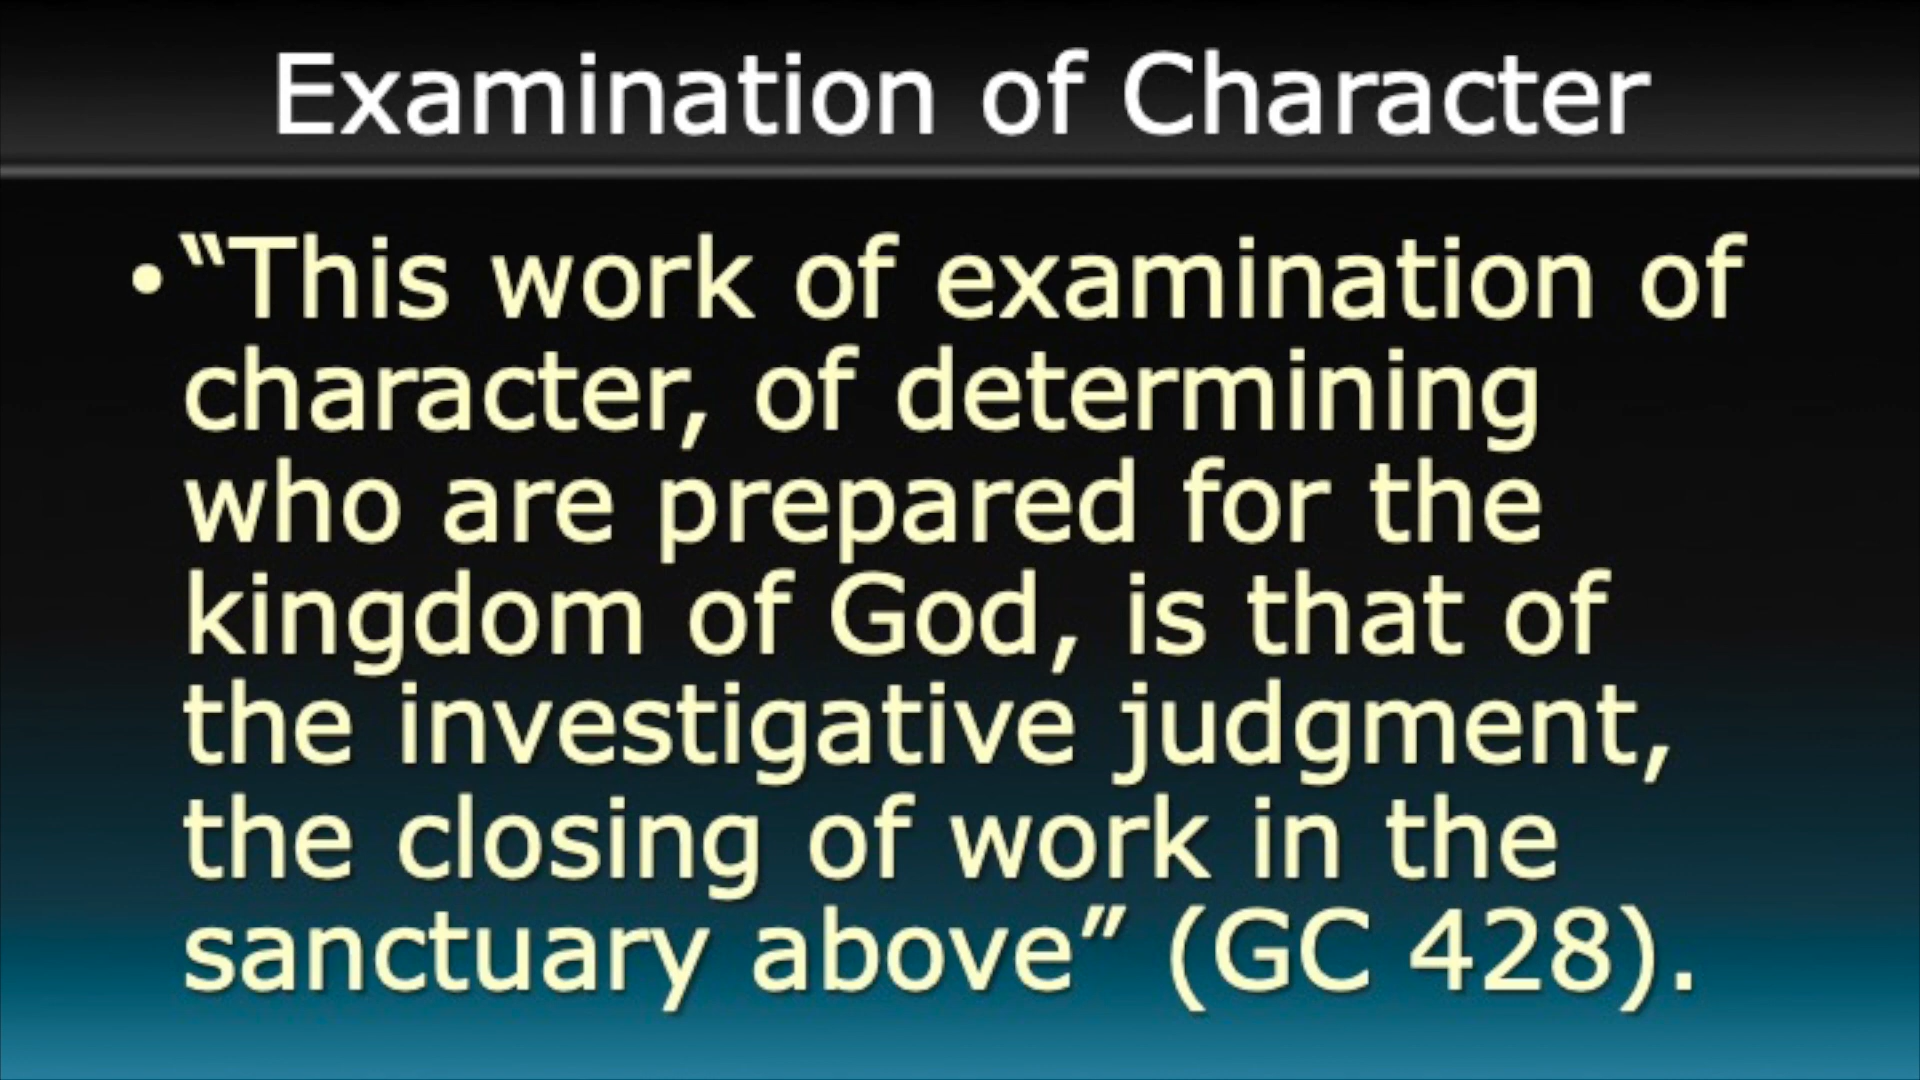 Examination of Character
• “This work of examination of
character, of determining
who are prepared for the
kingdom of God, is that of
the investigative judgment,
the closing of work in the
sanctuary above” (GC 428).